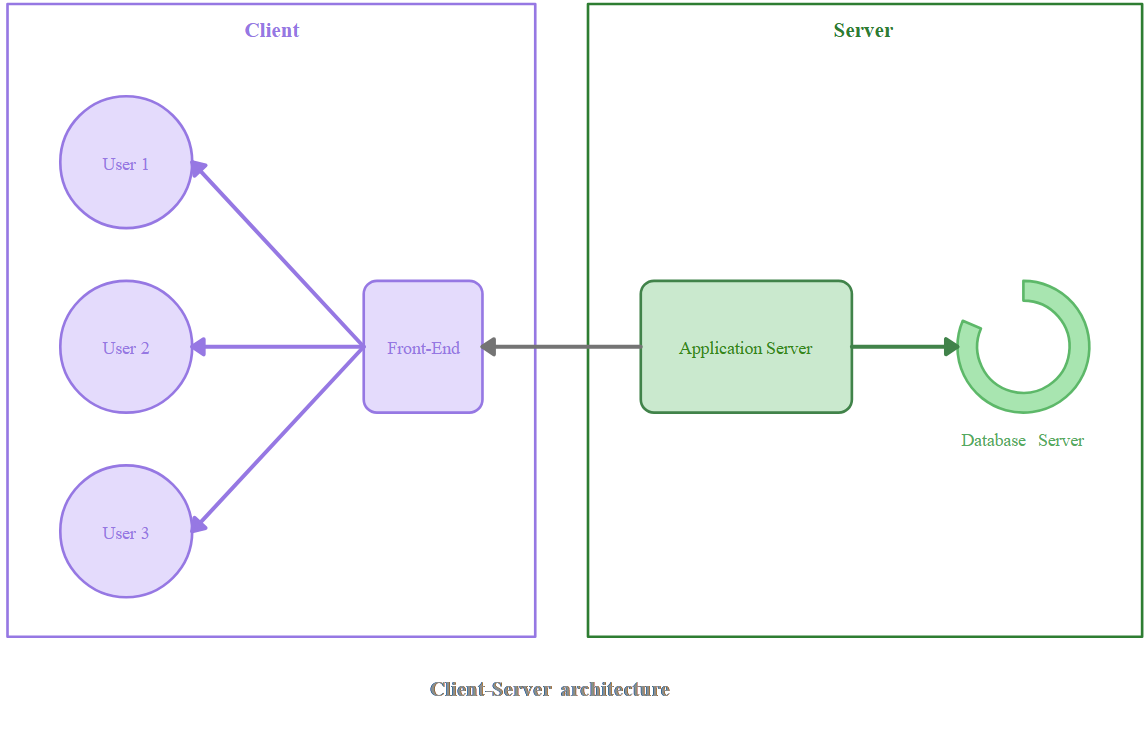 Client
Server
User 1
User 2
Front-End
Application Server
Database Server
User 3
Client-Server architecture